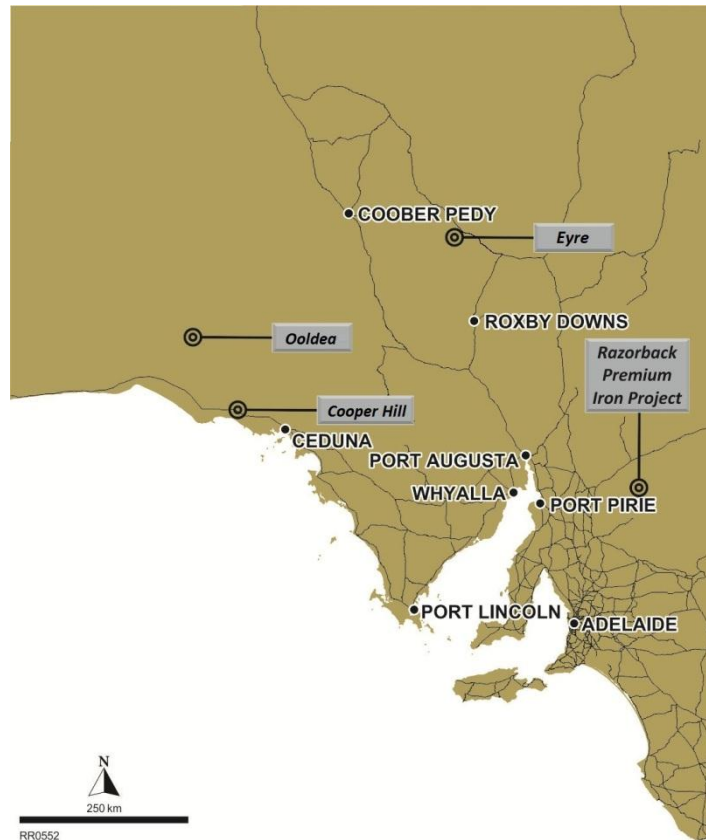 COOBER PEDY
Eyre
ROXBY DOWNS
Ooldea
Razorback
Premium
Iron Project
Cooper Hill
CEDUNA
PORT AUGUSTA
WHYALLA
PORT PIRIE
PORT LINCOLN
ADELAIDE
N
250 km
RR0552